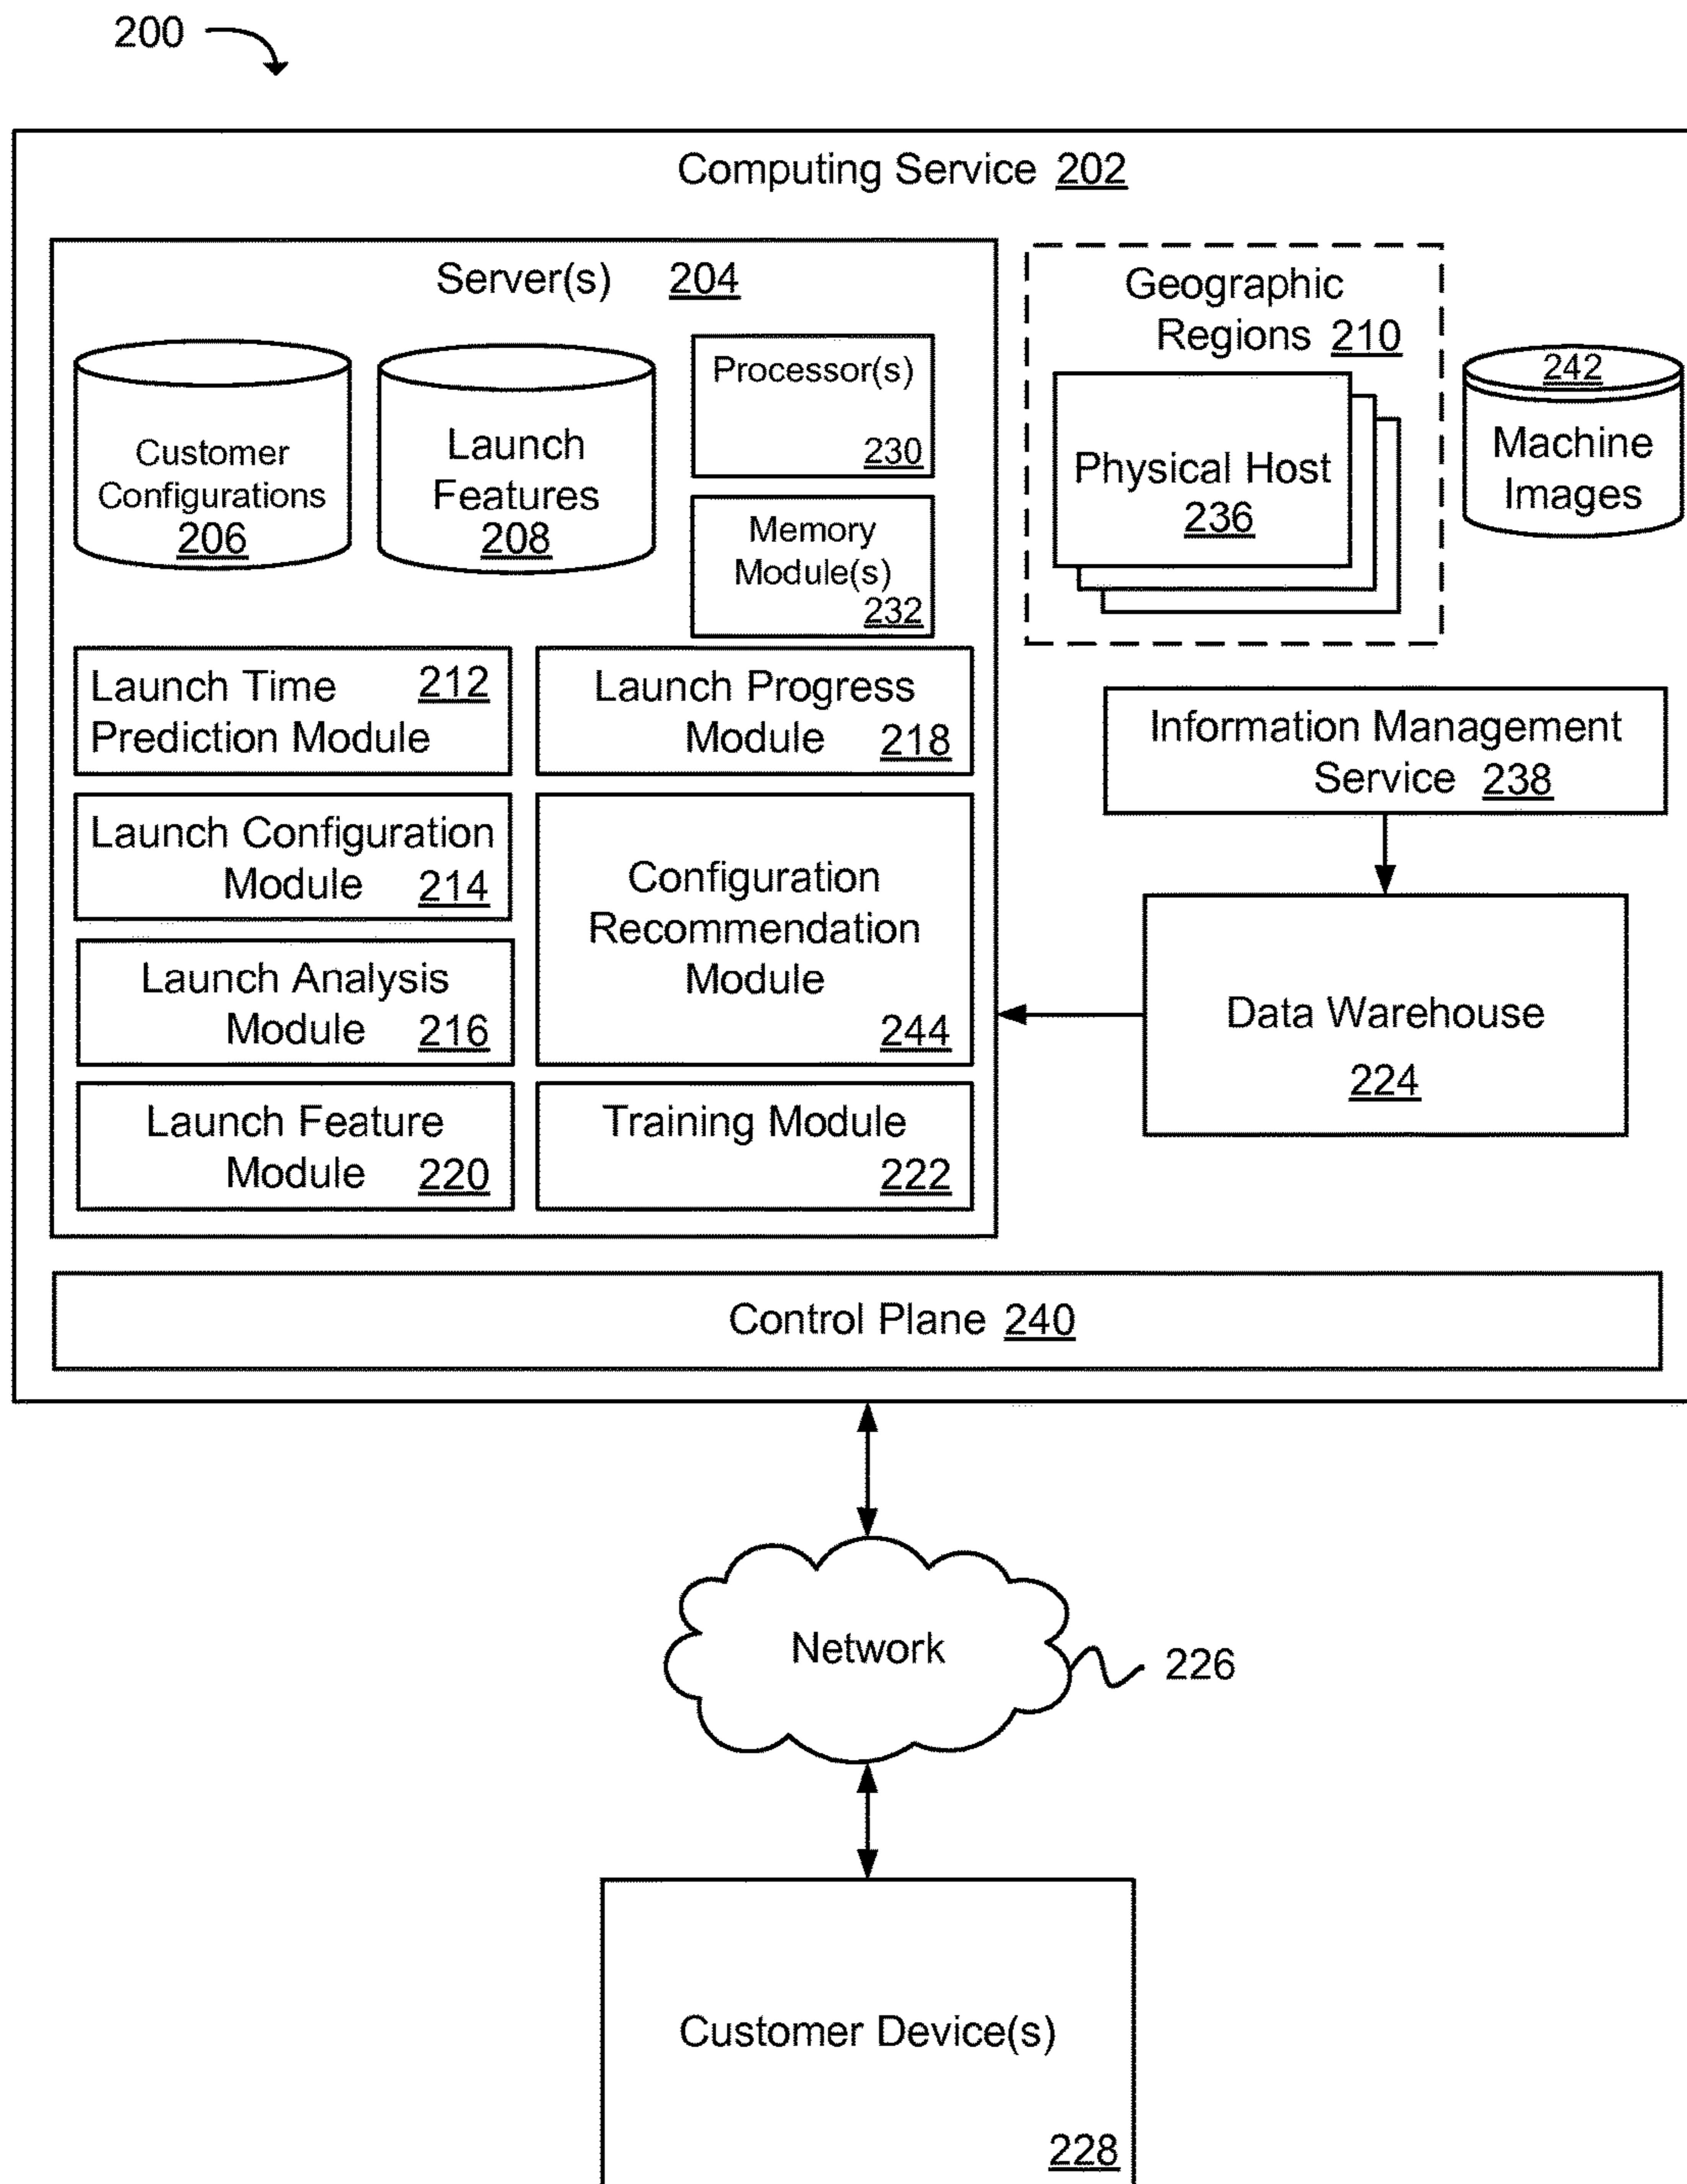 200
Computing Service 202
Server(s) 204
Customer
Configurations
206
Launch
Features
208
Processor(s)
230
Memory
Module(s)
232
Launch Time 212
Prediction Module
Launch Progress
Module 218
Launch Configuration
Module 214
Configuration
Recommendation
Module
244
Launch Analysis
Module 216
Launch Feature
Module 220
Training Module
222
Geographic
Regions 210
Physical Host
236
242
Machine
Images
Information Management
Service 238
Data Warehouse
224
Control Plane 240
Network
226
Customer Device(s)
228